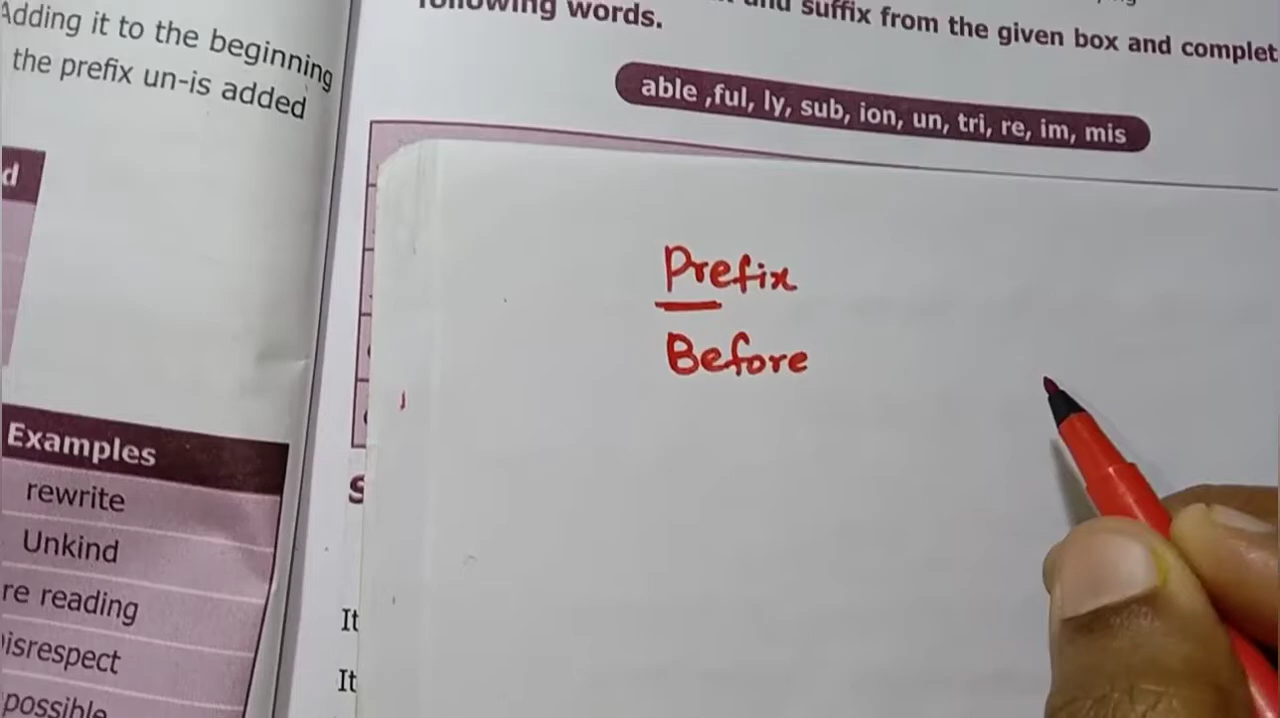 Adding it to the beginning
the prefix un-is added
d
Examples
rewrite
Unkind
re reading
isrespect
possible
and suffix from the given box and complet
following words.
able ,ful, ly, sub, ion, un, tri, re, im, mis
Prefix
Before
S
It
It